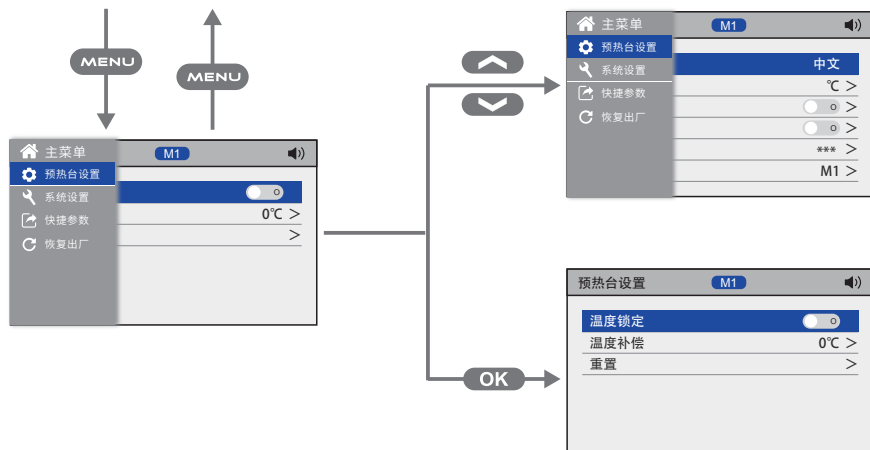 MENU
MENU
主菜单 M1
预热台设置
系统设置
0℃ >
快捷参数
>
恢复出厂
主菜单 M1
预热台设置
中文
系统设置
℃ >
快捷参数
>
恢复出厂
>
*** >
M1 >
OK
预热台设置 M1
温度锁定
温度补偿 0℃ >
重置 >